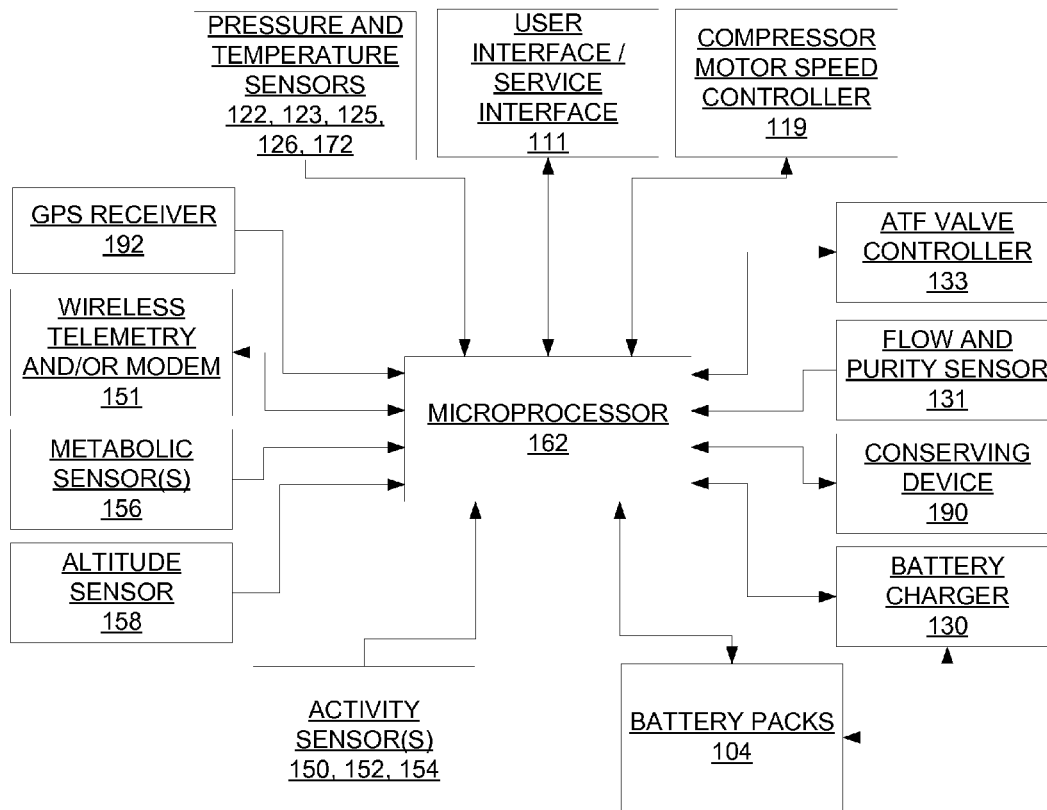 PRESSURE AND
TEMPERATURE
SENSORS
122, 123, 125,
126, 172
USER
INTERFACE /
SERVICE
INTERFACE
111
COMPRESSOR
MOTOR SPEED
CONTROLLER
119
GPS RECEIVER
192
WIRELESS
TELEMETRY
AND/OR MODEM
151
METABOLIC
SENSOR(S)
156
ALTITUDE
SENSOR
158
MICROPROCESSOR
162
ATF VALVE
CONTROLLER
133
FLOW AND
PURITY SENSOR
131
CONSERVING
DEVICE
190
BATTERY
CHARGER
130
ACTIVITY
SENSOR(S)
150, 152, 154
BATTERY PACKS
104